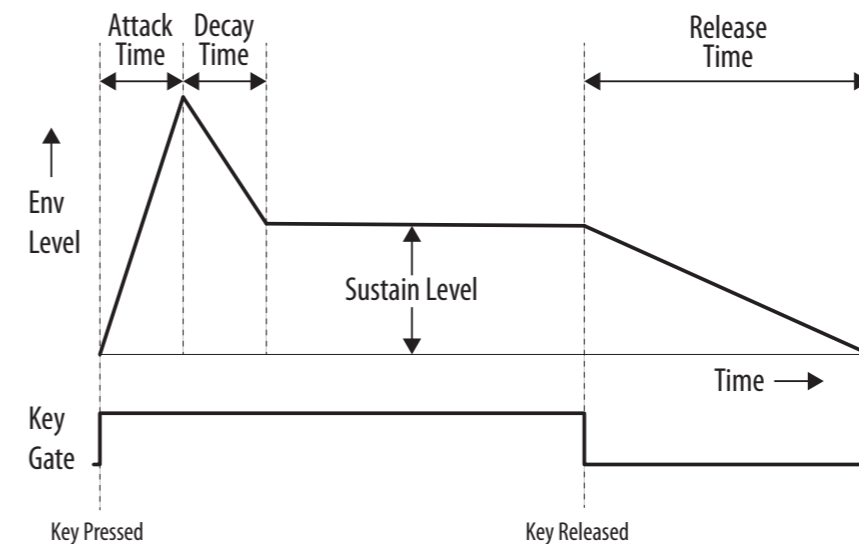 Attack
Time
Decay
Time
Release
Time
Env
Level
Sustain Level
Time
Key
Gate
Key Pressed
Key Released